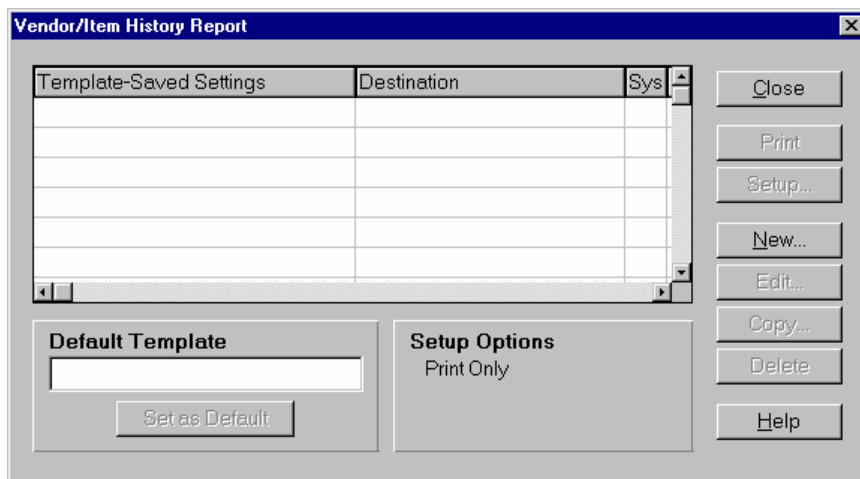 Vendor/Item History Report
Template-Saved Settings Destination Sys
Close
Print
Setup...
New...
Edit...
Copy...
Delete
Help
Default Template
Set as Default
Setup Options
Print Only